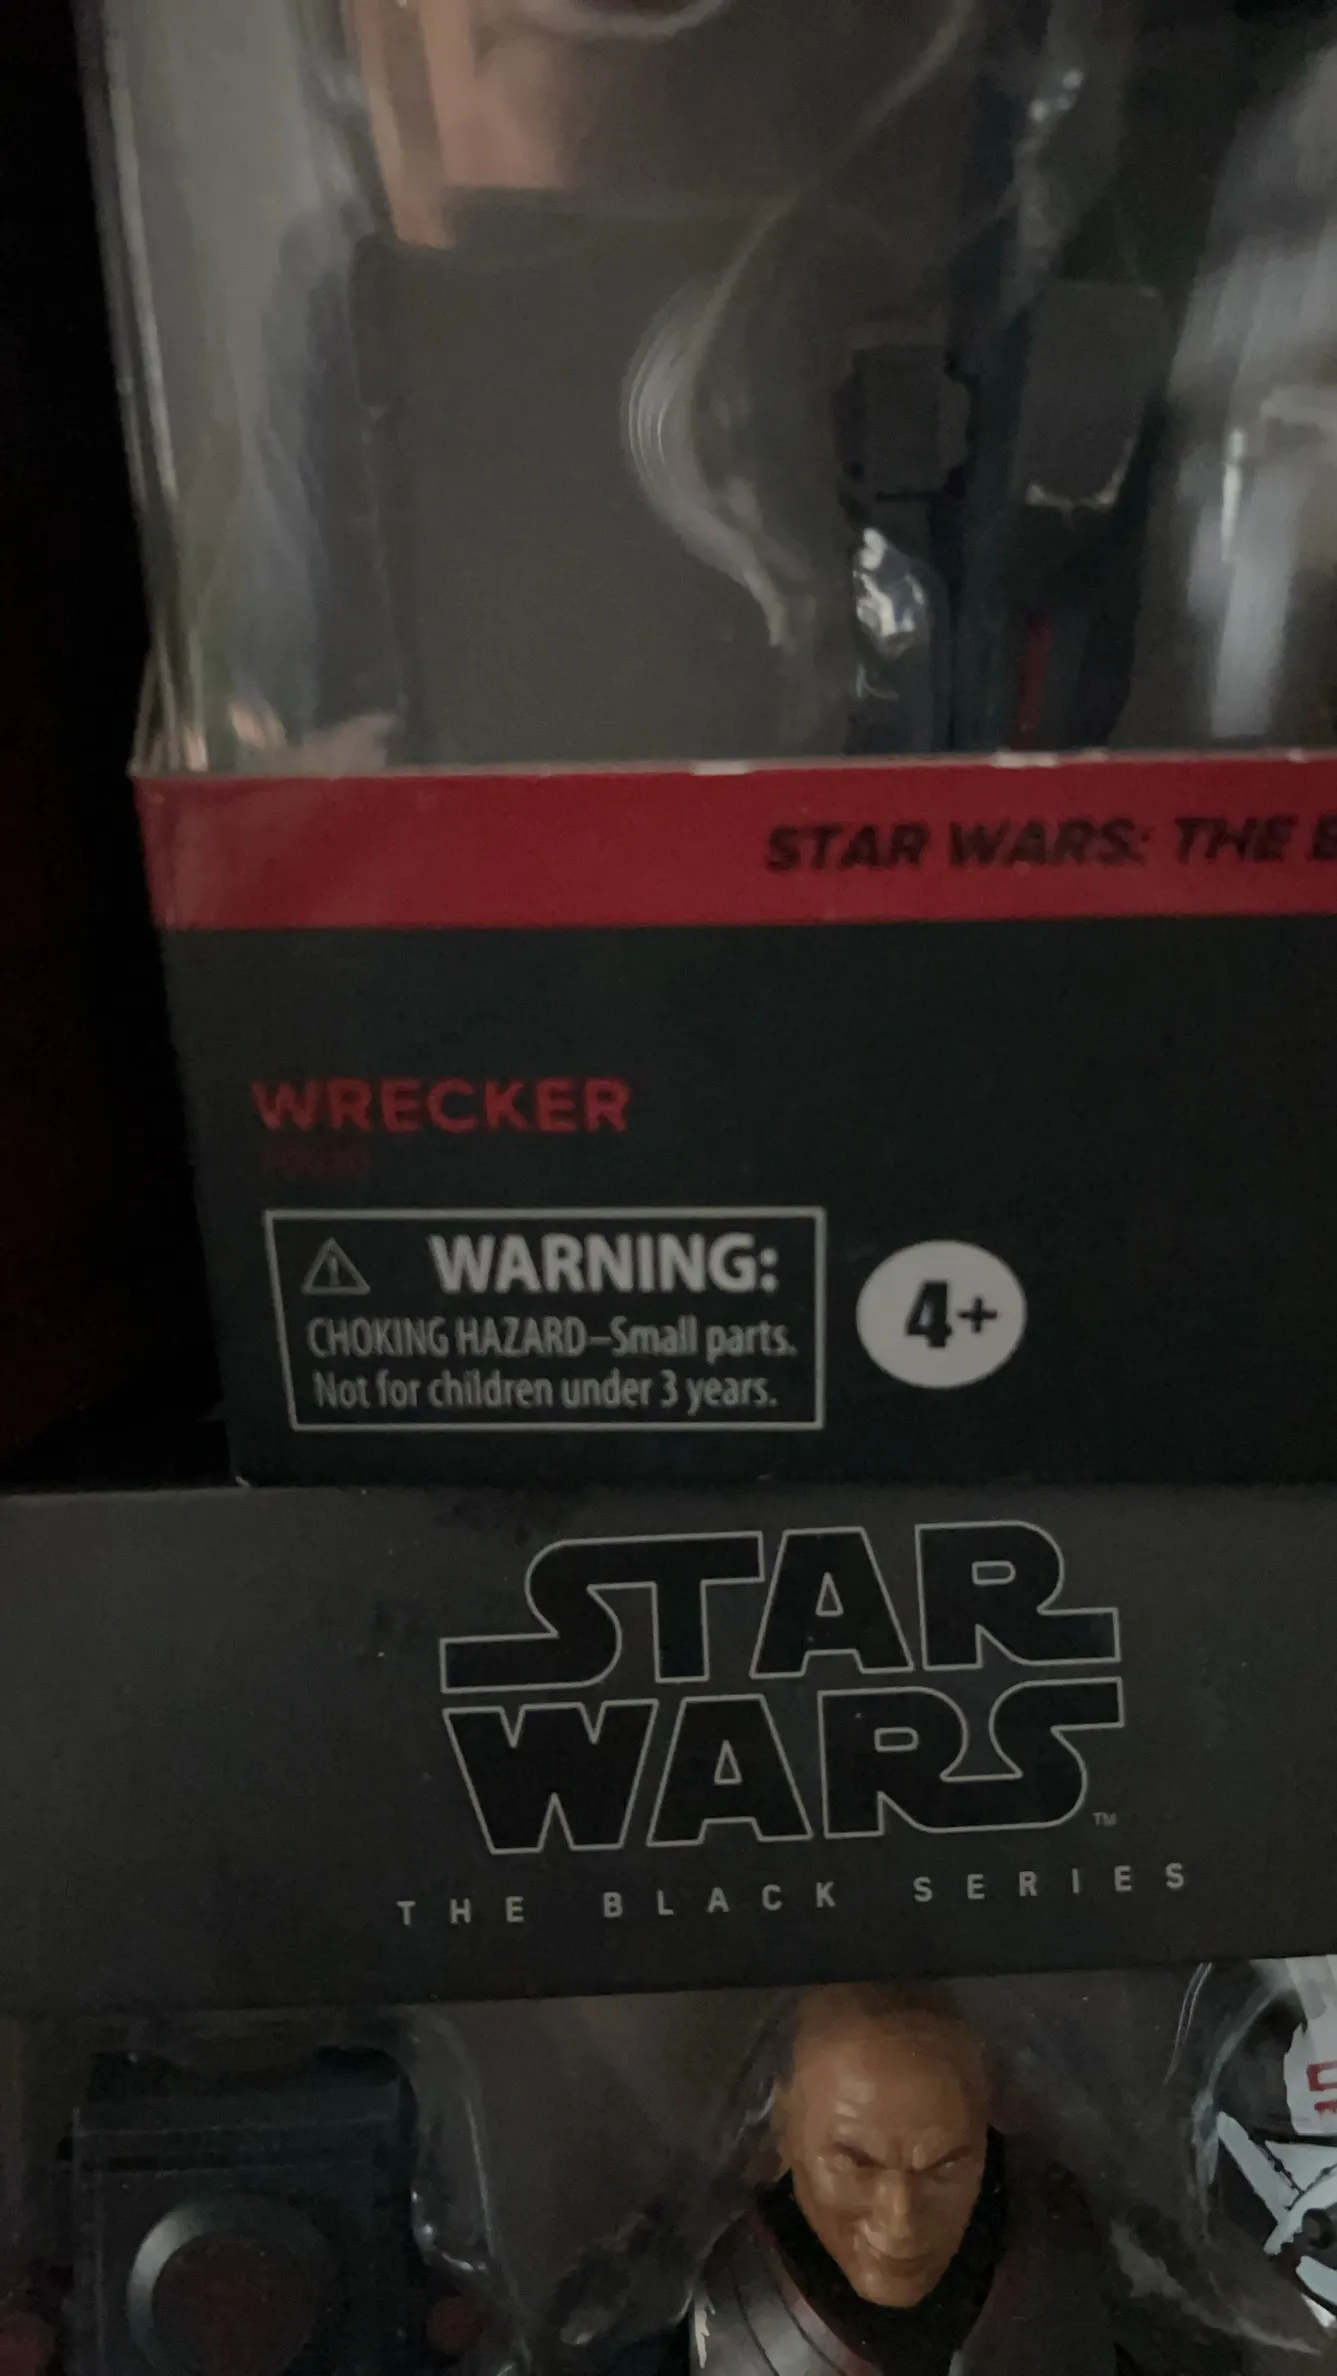 STAR WARS: THE
WRECKER
WARNING:
CHOKING HAZARD–Small parts.
Not for children under 3 years.
4+
STAR
WARS
TM
THE BLACK SERIES